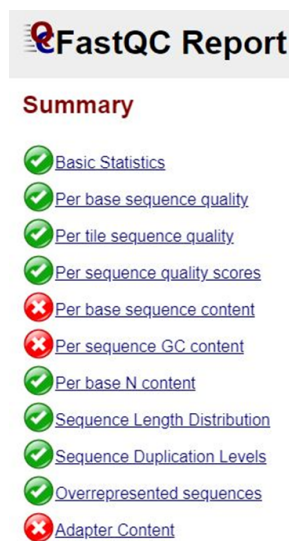 FastQC Report
Summary
Basic Statistics
Per base sequence quality
Per tile sequence quality
Per sequence quality scores
Per base sequence content
Per sequence GC content
Per base N content
Sequence Length Distribution
Sequence Duplication Levels
Overrepresented sequences
Adapter Content